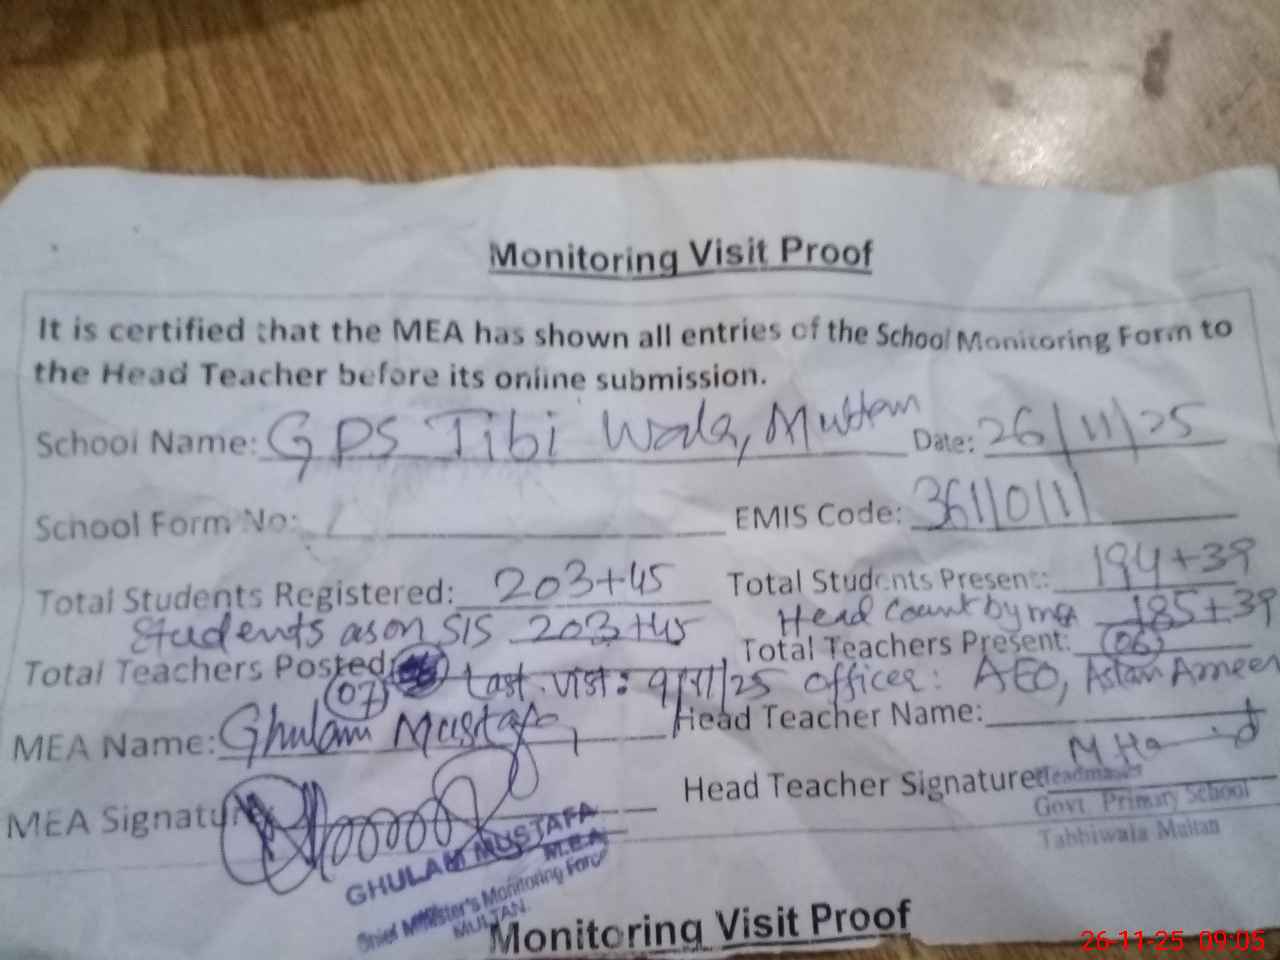 Monitoring Visit Proof
It is certified that the MEA has shown all entries of the School Monitoring Form to
the Head Teacher before its online submission.
School Name: GPS Tibi Wala, Multan Date: 26/11/25
School Form No: EMIS Code: 36110111
Total Students Registered: 203+45 Total Students Present: 194+39
Students as on SIS 203+45 Head Count by MEA 185+39
Total Teachers Posted: (07) Total Teachers Present: (06)
Last Visit: 9/11/25 Officer: AEO, Aslam Ameer
MEA Name: Ghulam Mustafa, Head Teacher Name:
MEA Signature Head Teacher Signature
Headmaster
Govt. Primary School
Tabbiwala Multan
GHULAM MUSTAFA
M.E.A
Chief Minister's Monitoring Force
MULTAN.
Monitoring Visit Proof
26-11-25 09:05